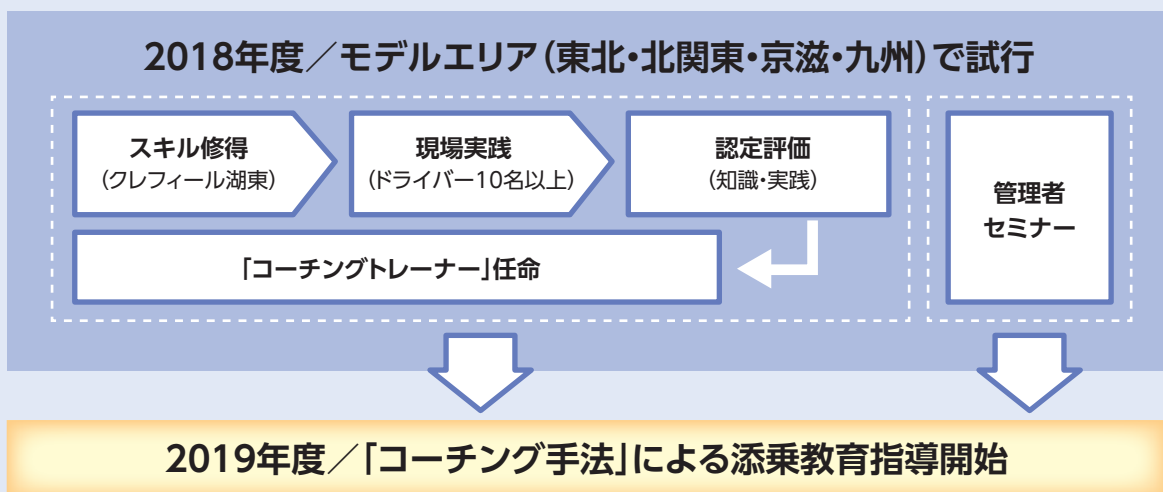 2018年度／モデルエリア（東北・北関東・京滋・九州）で試行
スキル修得
（クレフィール湖東）
現場実践
（ドライバー10名以上）
認定評価
（知識・実践）
「コーチングトレーナー」任命
管理者
セミナー
2019年度／「コーチング手法」による添乗教育指導開始